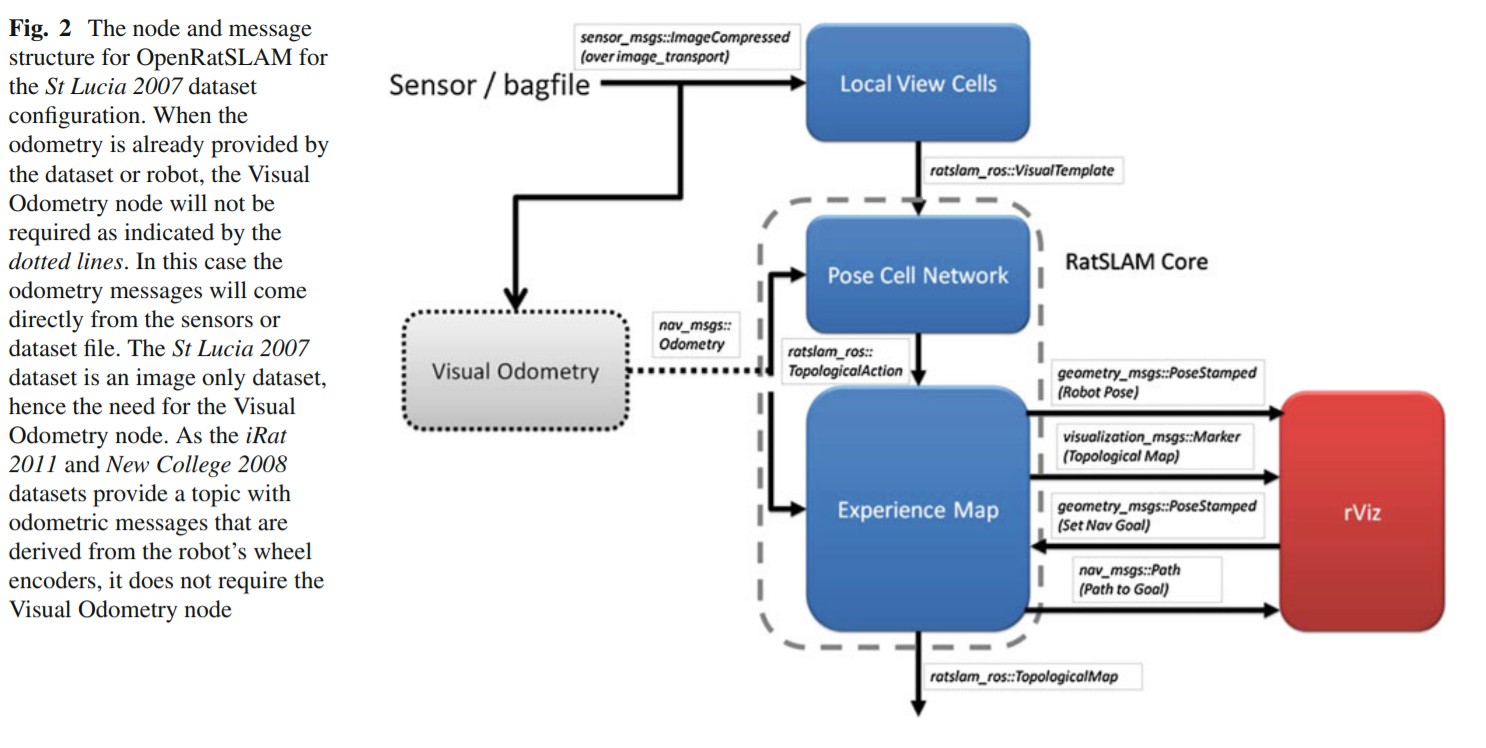 Fig. 2 The node and message
structure for OpenRatSLAM for
the St Lucia 2007 dataset
configuration. When the
odometry is already provided by
the dataset or robot, the Visual
Odometry node will not be
required as indicated by the
dotted lines. In this case the
odometry messages will come
directly from the sensors or
dataset file. The St Lucia 2007
dataset is an image only dataset,
hence the need for the Visual
Odometry node. As the iRat
2011 and New College 2008
datasets provide a topic with
odometric messages that are
derived from the robot's wheel
encoders, it does not require the
Visual Odometry node
sensor_msgs::ImageCompressed
(over image_transport)
Sensor / bagfile
Local View Cells
ratslam_ros::VisualTemplate
Pose Cell Network
RatSLAM Core
nav_msgs::
Odometry
Visual Odometry
ratslam_ros::
TopologicalAction
geometry_msgs::PoseStamped
(Robot Pose)
visualization_msgs::Marker
(Topological Map)
Experience Map
geometry_msgs::PoseStamped
(Set Nav Goal)
rViz
nav_msgs::Path
(Path to Goal)
ratslam_ros::TopologicalMap